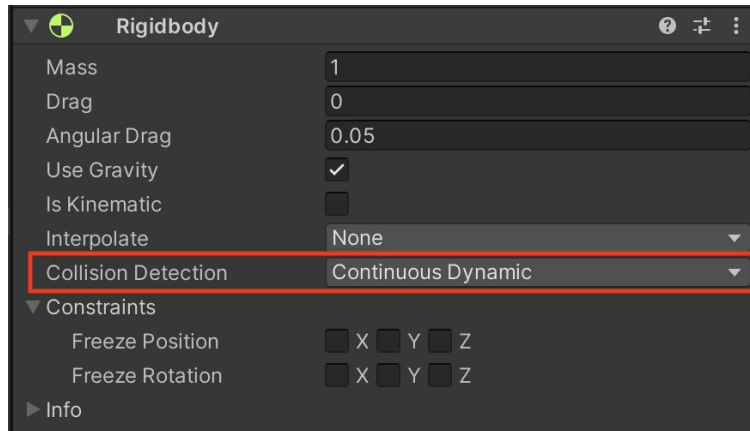 Rigidbody
Mass 1
Drag 0
Angular Drag 0.05
Use Gravity
Is Kinematic
Interpolate None
Collision Detection Continuous Dynamic
Constraints
Freeze Position X Y Z
Freeze Rotation X Y Z
Info